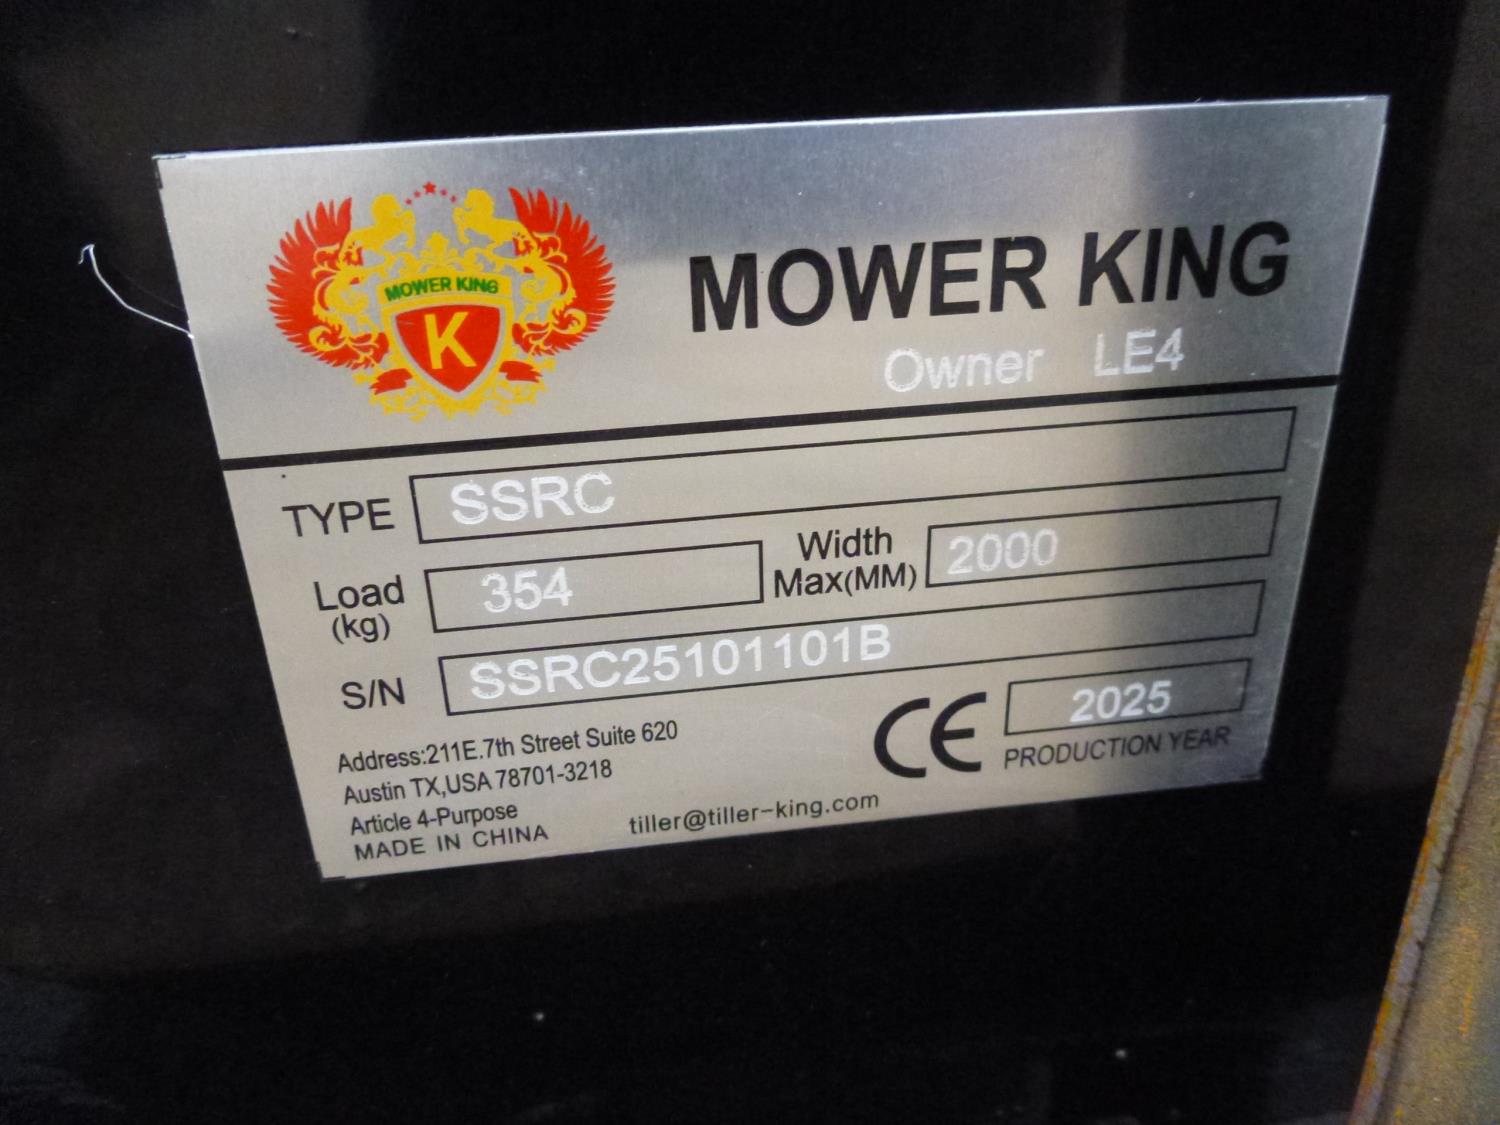 MOWER KING
K
MOWER KING
Owner LE4
TYPE SSRC
Load (kg) 354 Width Max(MM) 2000
S/N SSRC25101101B
Address:211E.7th Street Suite 620
Austin TX,USA 78701-3218
Article 4-Purpose
MADE IN CHINA
tiller@tiller-king.com
CE 2025
PRODUCTION YEAR